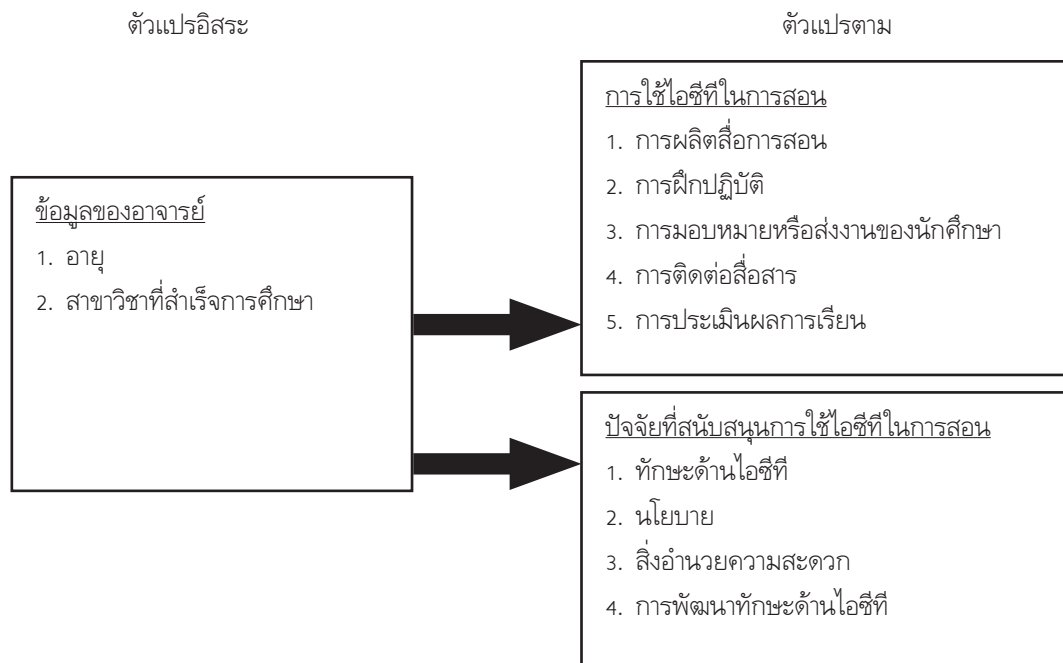 ตัวแปรอิสระ
ตัวแปรตาม
ข้อมูลของอาจารย์
1. อายุ
2. สาขาวิชาที่สำเร็จการศึกษา
การใช้ไอซีทีในการสอน
1. การผลิตสื่อการสอน
2. การฝึกปฏิบัติ
3. การมอบหมายหรือส่งงานของนักศึกษา
4. การติดต่อสื่อสาร
5. การประเมินผลการเรียน
ปัจจัยที่สนับสนุนการใช้ไอซีทีในการสอน
1. ทักษะด้านไอซีที
2. นโยบาย
3. สิ่งอำนวยความสะดวก
4. การพัฒนาทักษะด้านไอซีที